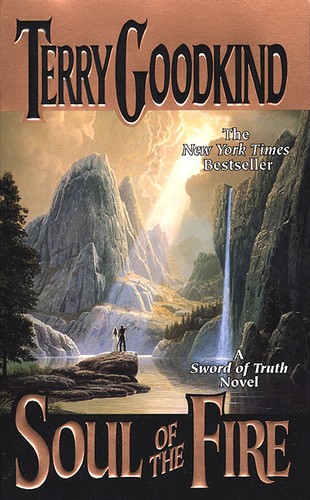 TERRY GOODKIND
The
New York Times
Bestseller
A
Sword of Truth
Novel
SOUL OF THE FIRE